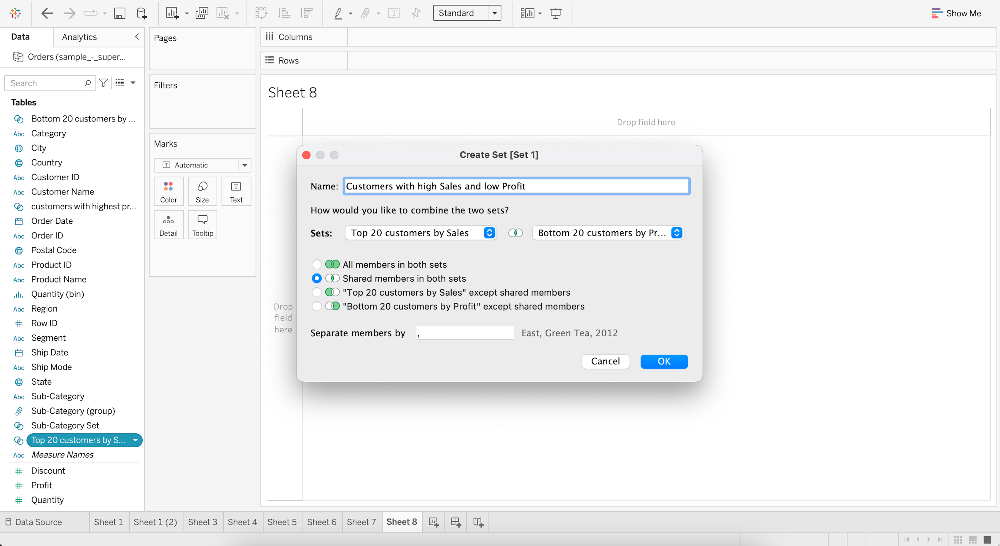 Standard
Show Me
Data
Analytics
Orders (sample_-_super...
Search
Tables
Bottom 20 customers by ...
Abc Category
City
Country
Abc Customer ID
Abc Customer Name
customers with highest pr...
Order Date
Abc Order ID
Postal Code
Abc Product ID
Abc Product Name
Quantity (bin)
Abc Region
# Row ID
Abc Segment
Ship Date
Abc Ship Mode
State
Abc Sub-Category
Sub-Category (group)
Sub-Category Set
Top 20 customers by S...
Abc Measure Names
# Discount
# Profit
# Quantity
Pages
Filters
Marks
T Automatic
Color
Size
T
Text
Detail
Tooltip
Columns
Rows
Sheet 8
Drop field here
Drop
field
here
Create Set [Set 1]
Name: Customers with high Sales and low Profit
How would you like to combine the two sets?
Sets: Top 20 customers by Sales Bottom 20 customers by Pr...
All members in both sets
Shared members in both sets
"Top 20 customers by Sales" except shared members
"Bottom 20 customers by Profit" except shared members
Separate members by , East, Green Tea, 2012
Cancel
OK
Data Source
Sheet 1
Sheet 1 (2)
Sheet 3
Sheet 4
Sheet 5
Sheet 6
Sheet 7
Sheet 8